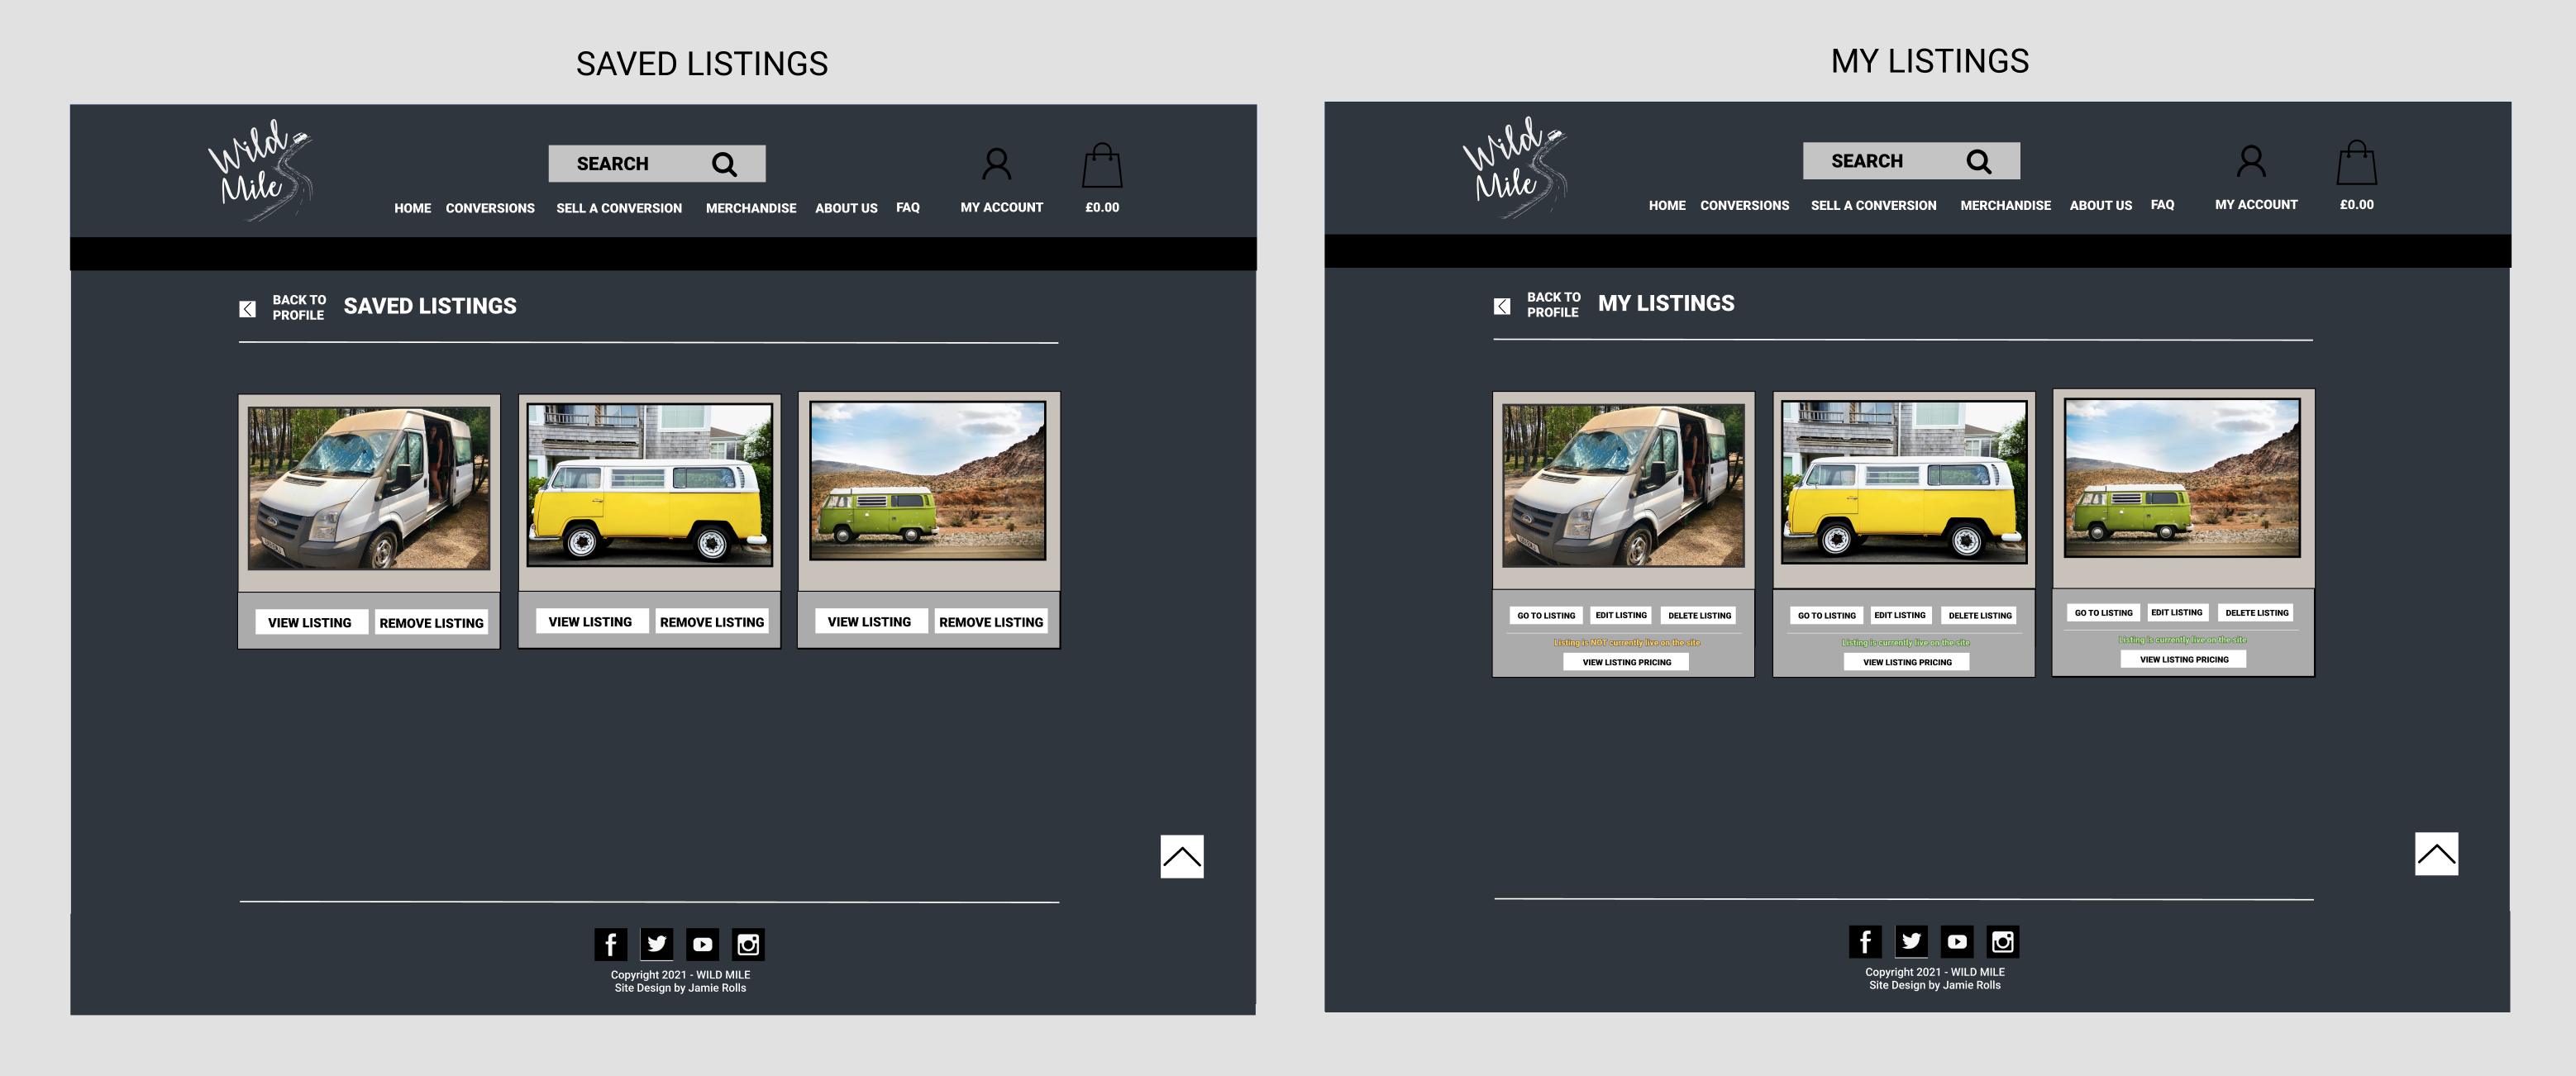 SAVED LISTINGS
Wild
Mile
SEARCH
HOME CONVERSIONS SELL A CONVERSION MERCHANDISE ABOUT US FAQ MY ACCOUNT £0.00
BACK TO
PROFILE
SAVED LISTINGS
VIEW LISTING REMOVE LISTING
VIEW LISTING REMOVE LISTING
VIEW LISTING REMOVE LISTING
Copyright 2021 - WILD MILE
Site Design by Jamie Rolls
MY LISTINGS
Wild
Mile
SEARCH
HOME CONVERSIONS SELL A CONVERSION MERCHANDISE ABOUT US FAQ MY ACCOUNT £0.00
BACK TO
PROFILE
MY LISTINGS
GO TO LISTING EDIT LISTING DELETE LISTING
Listing is NOT currently live on the site
VIEW LISTING PRICING
GO TO LISTING EDIT LISTING DELETE LISTING
Listing is currently live on the site
VIEW LISTING PRICING
GO TO LISTING EDIT LISTING DELETE LISTING
Listing is currently live on the site
VIEW LISTING PRICING
Copyright 2021 - WILD MILE
Site Design by Jamie Rolls